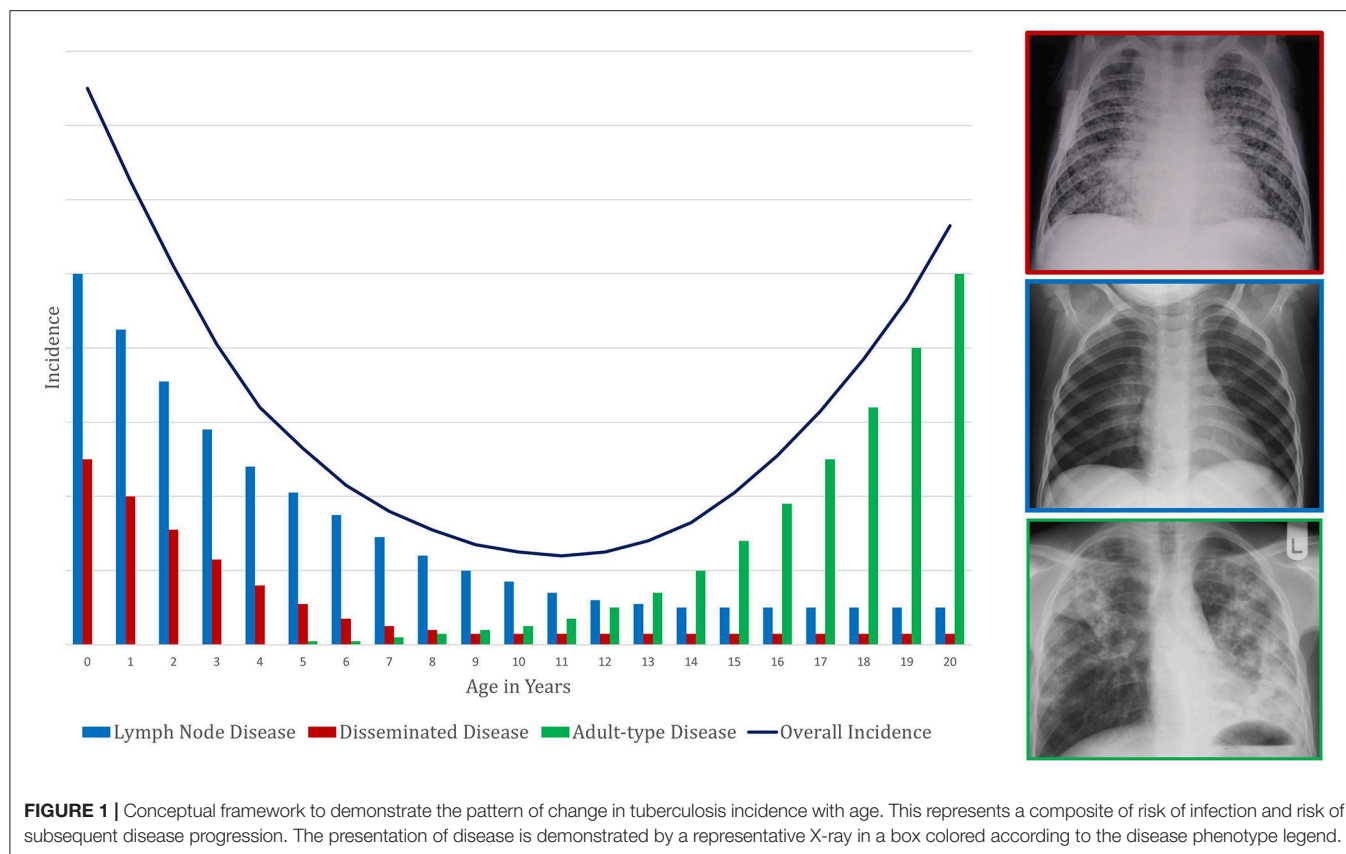 Incidence
0 1 2 3 4 5 6 7 8 9 10 11 12 13 14 15 16 17 18 19 20
Age in Years
Lymph Node Disease Disseminated Disease Adult-type Disease Overall Incidence
L
FIGURE 1 | Conceptual framework to demonstrate the pattern of change in tuberculosis incidence with age. This represents a composite of risk of infection and risk of
subsequent disease progression. The presentation of disease is demonstrated by a representative X-ray in a box colored according to the disease phenotype legend.